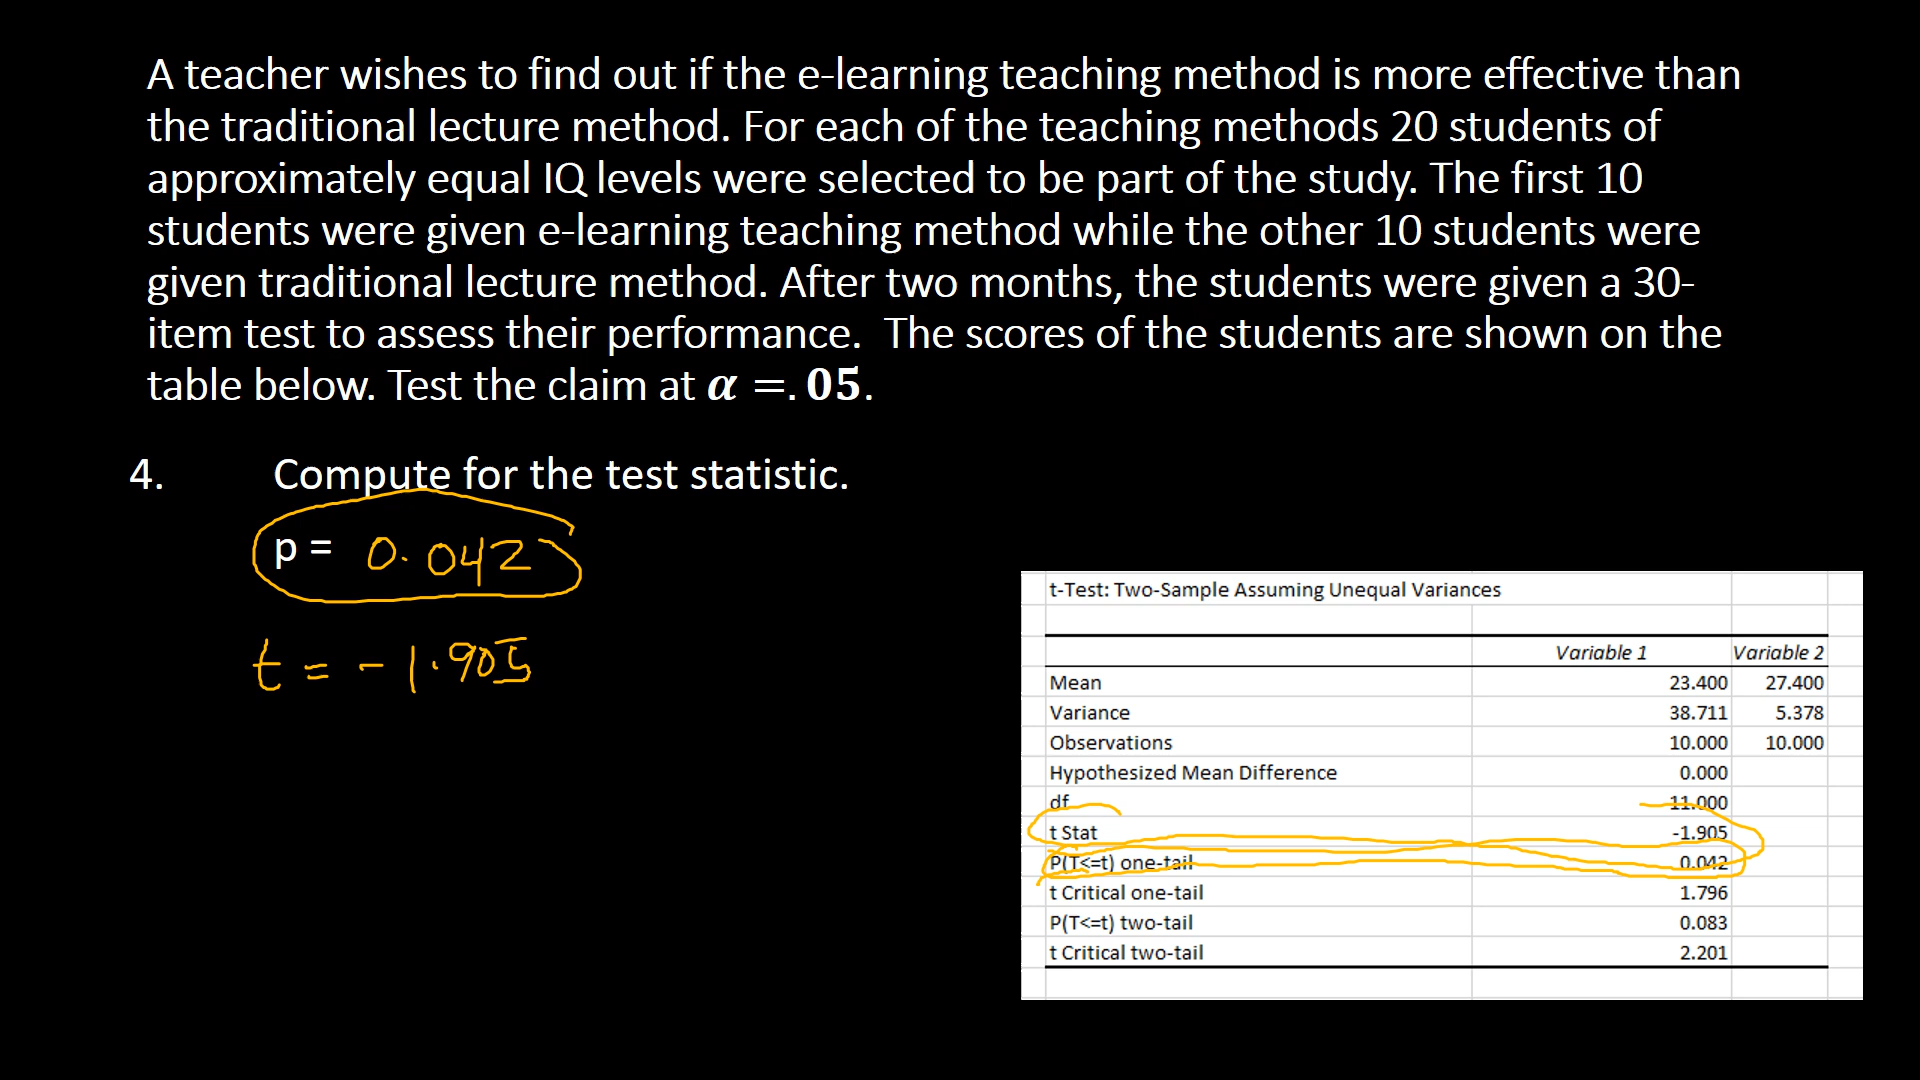 A teacher wishes to find out if the e-learning teaching method is more effective than
the traditional lecture method. For each of the teaching methods 20 students of
approximately equal IQ levels were selected to be part of the study. The first 10
students were given e-learning teaching method while the other 10 students were
given traditional lecture method. After two months, the students were given a 30-
item test to assess their performance.  The scores of the students are shown on the
table below. Test the claim at α =. 05.
4. Compute for the test statistic.
p = 0.042
t = -1.905
t-Test: Two-Sample Assuming Unequal Variances
Variable 1 Variable 2
Mean 23.400 27.400
Variance 38.711 5.378
Observations 10.000 10.000
Hypothesized Mean Difference 0.000
df 11.000
t Stat -1.905
P(T<=t) one-tail 0.042
t Critical one-tail 1.796
P(T<=t) two-tail 0.083
t Critical two-tail 2.201